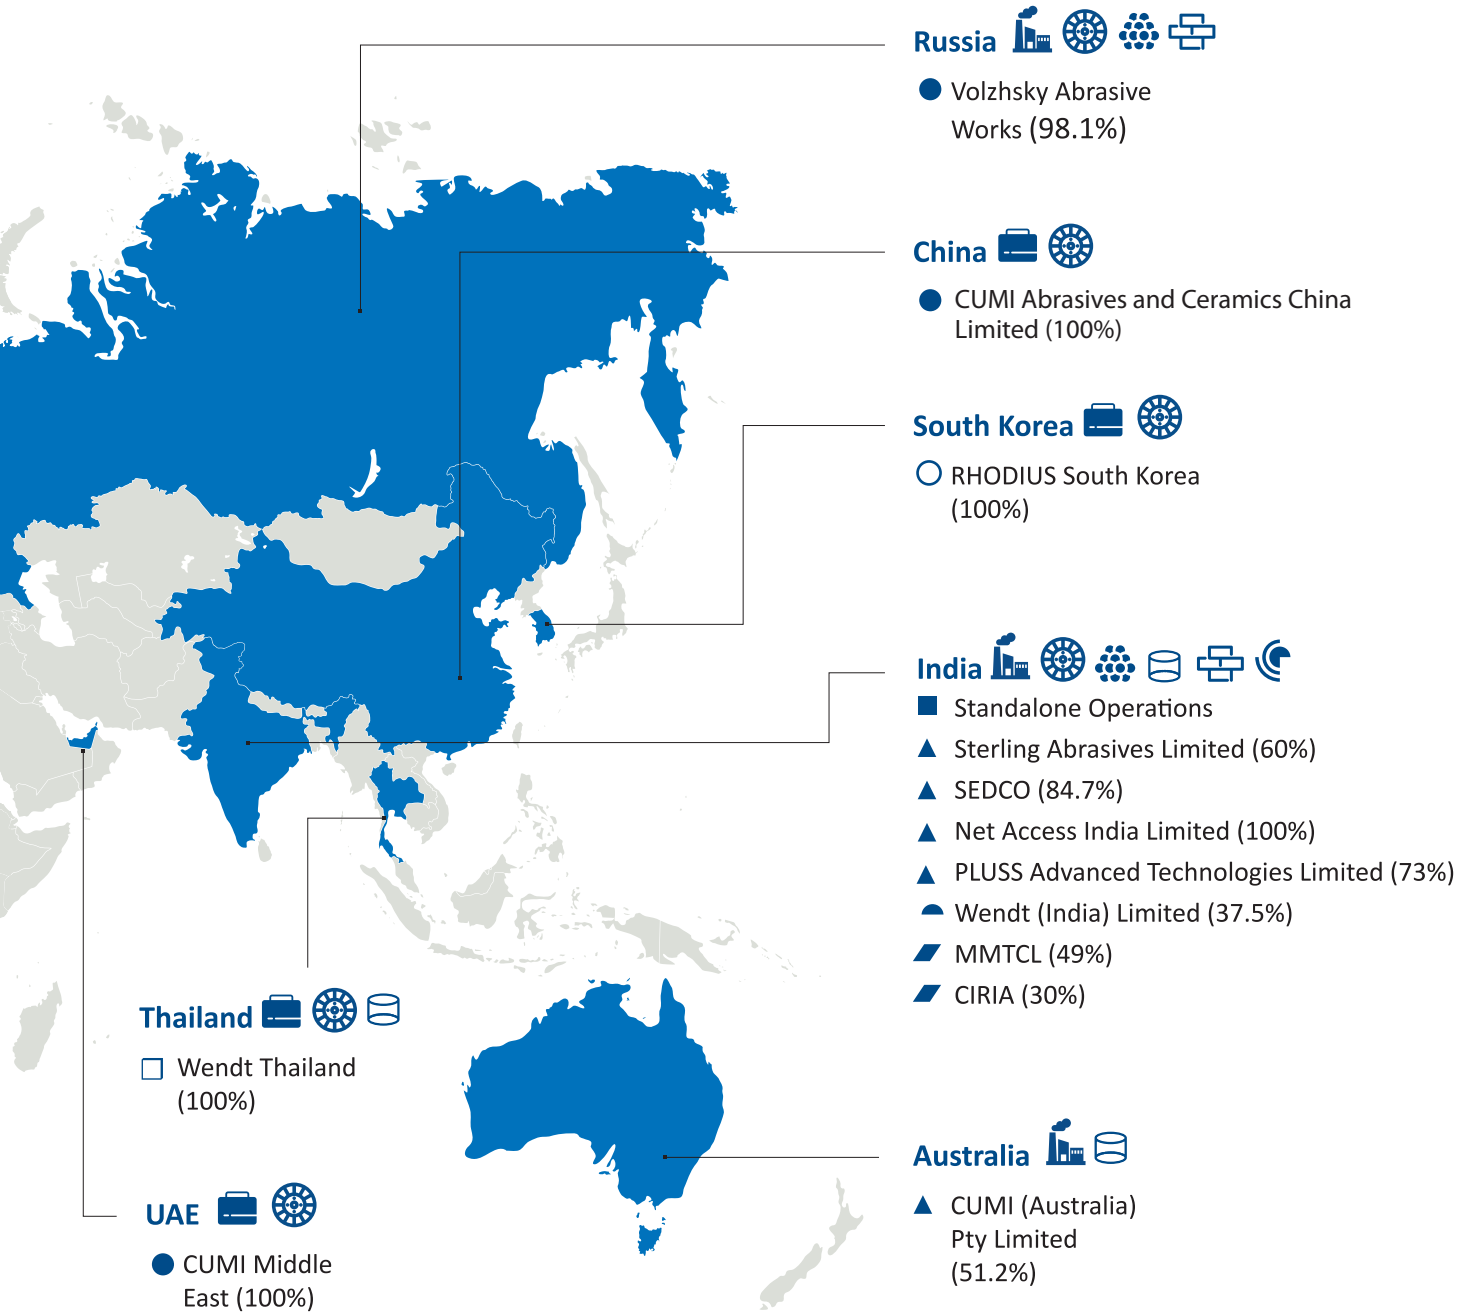 Russia
Volzhsky Abrasive
Works (98.1%)
China
CUMI Abrasives and Ceramics China
Limited (100%)
South Korea
RHODIUS South Korea
(100%)
India
Standalone Operations
Sterling Abrasives Limited (60%)
SEDCO (84.7%)
Net Access India Limited (100%)
PLUSS Advanced Technologies Limited (73%)
Wendt (India) Limited (37.5%)
MMTCL (49%)
CIRIA (30%)
Thailand
Wendt Thailand
(100%)
Australia
CUMI (Australia)
Pty Limited
(51.2%)
UAE
CUMI Middle
East (100%)